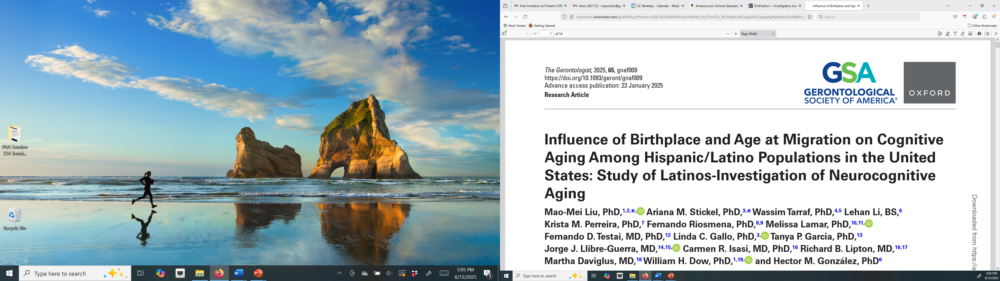 PAA Session
234 Immi...
Recycle Bin
Type here to search
2
5:05 PM
6/12/2025
1
Fwd: Invitation to Present: UTRG
Inbox (28,712) - maomeiliu@gm
UC Berkeley - Calendar - Week
Amazon.com: Gimme Seaweed
ProPublica — Investigative Jour
Influence of Birthplace and Age
Search
Most Visited
Getting Started
Other Bookmarks
1 of 14
Page Width
The Gerontologist, 2025, 65, gnaf009
https://doi.org/10.1093/geront/gnaf009
Advance access publication: 23 January 2025
Research Article
GSA
GERONTOLOGICAL
SOCIETY OF AMERICA®
OXFORD
Influence of Birthplace and Age at Migration on Cognitive
Aging Among Hispanic/Latino Populations in the United
States: Study of Latinos-Investigation of Neurocognitive
Aging
Mao-Mei Liu, PhD,1,2,*, Ariana M. Stickel, PhD,3,* Wassim Tarraf, PhD,4,5 Lehan Li, BS,6
Krista M. Perreira, PhD,7 Fernando Riosmena, PhD,8,9 Melissa Lamar, PhD,10,11,
Fernando D. Testai, MD, PhD,12 Linda C. Gallo, PhD,3, Tanya P. Garcia, PhD,13
Jorge J. Llibre-Guerra, MD,14,15, Carmen R. Isasi, MD, PhD,16 Richard B. Lipton, MD,16,17
Martha Daviglus, MD,18 William H. Dow, PhD,1,19, and Hector M. González, PhD6
Downloaded from https://a
Type here to search
5:05 PM
6/12/2025